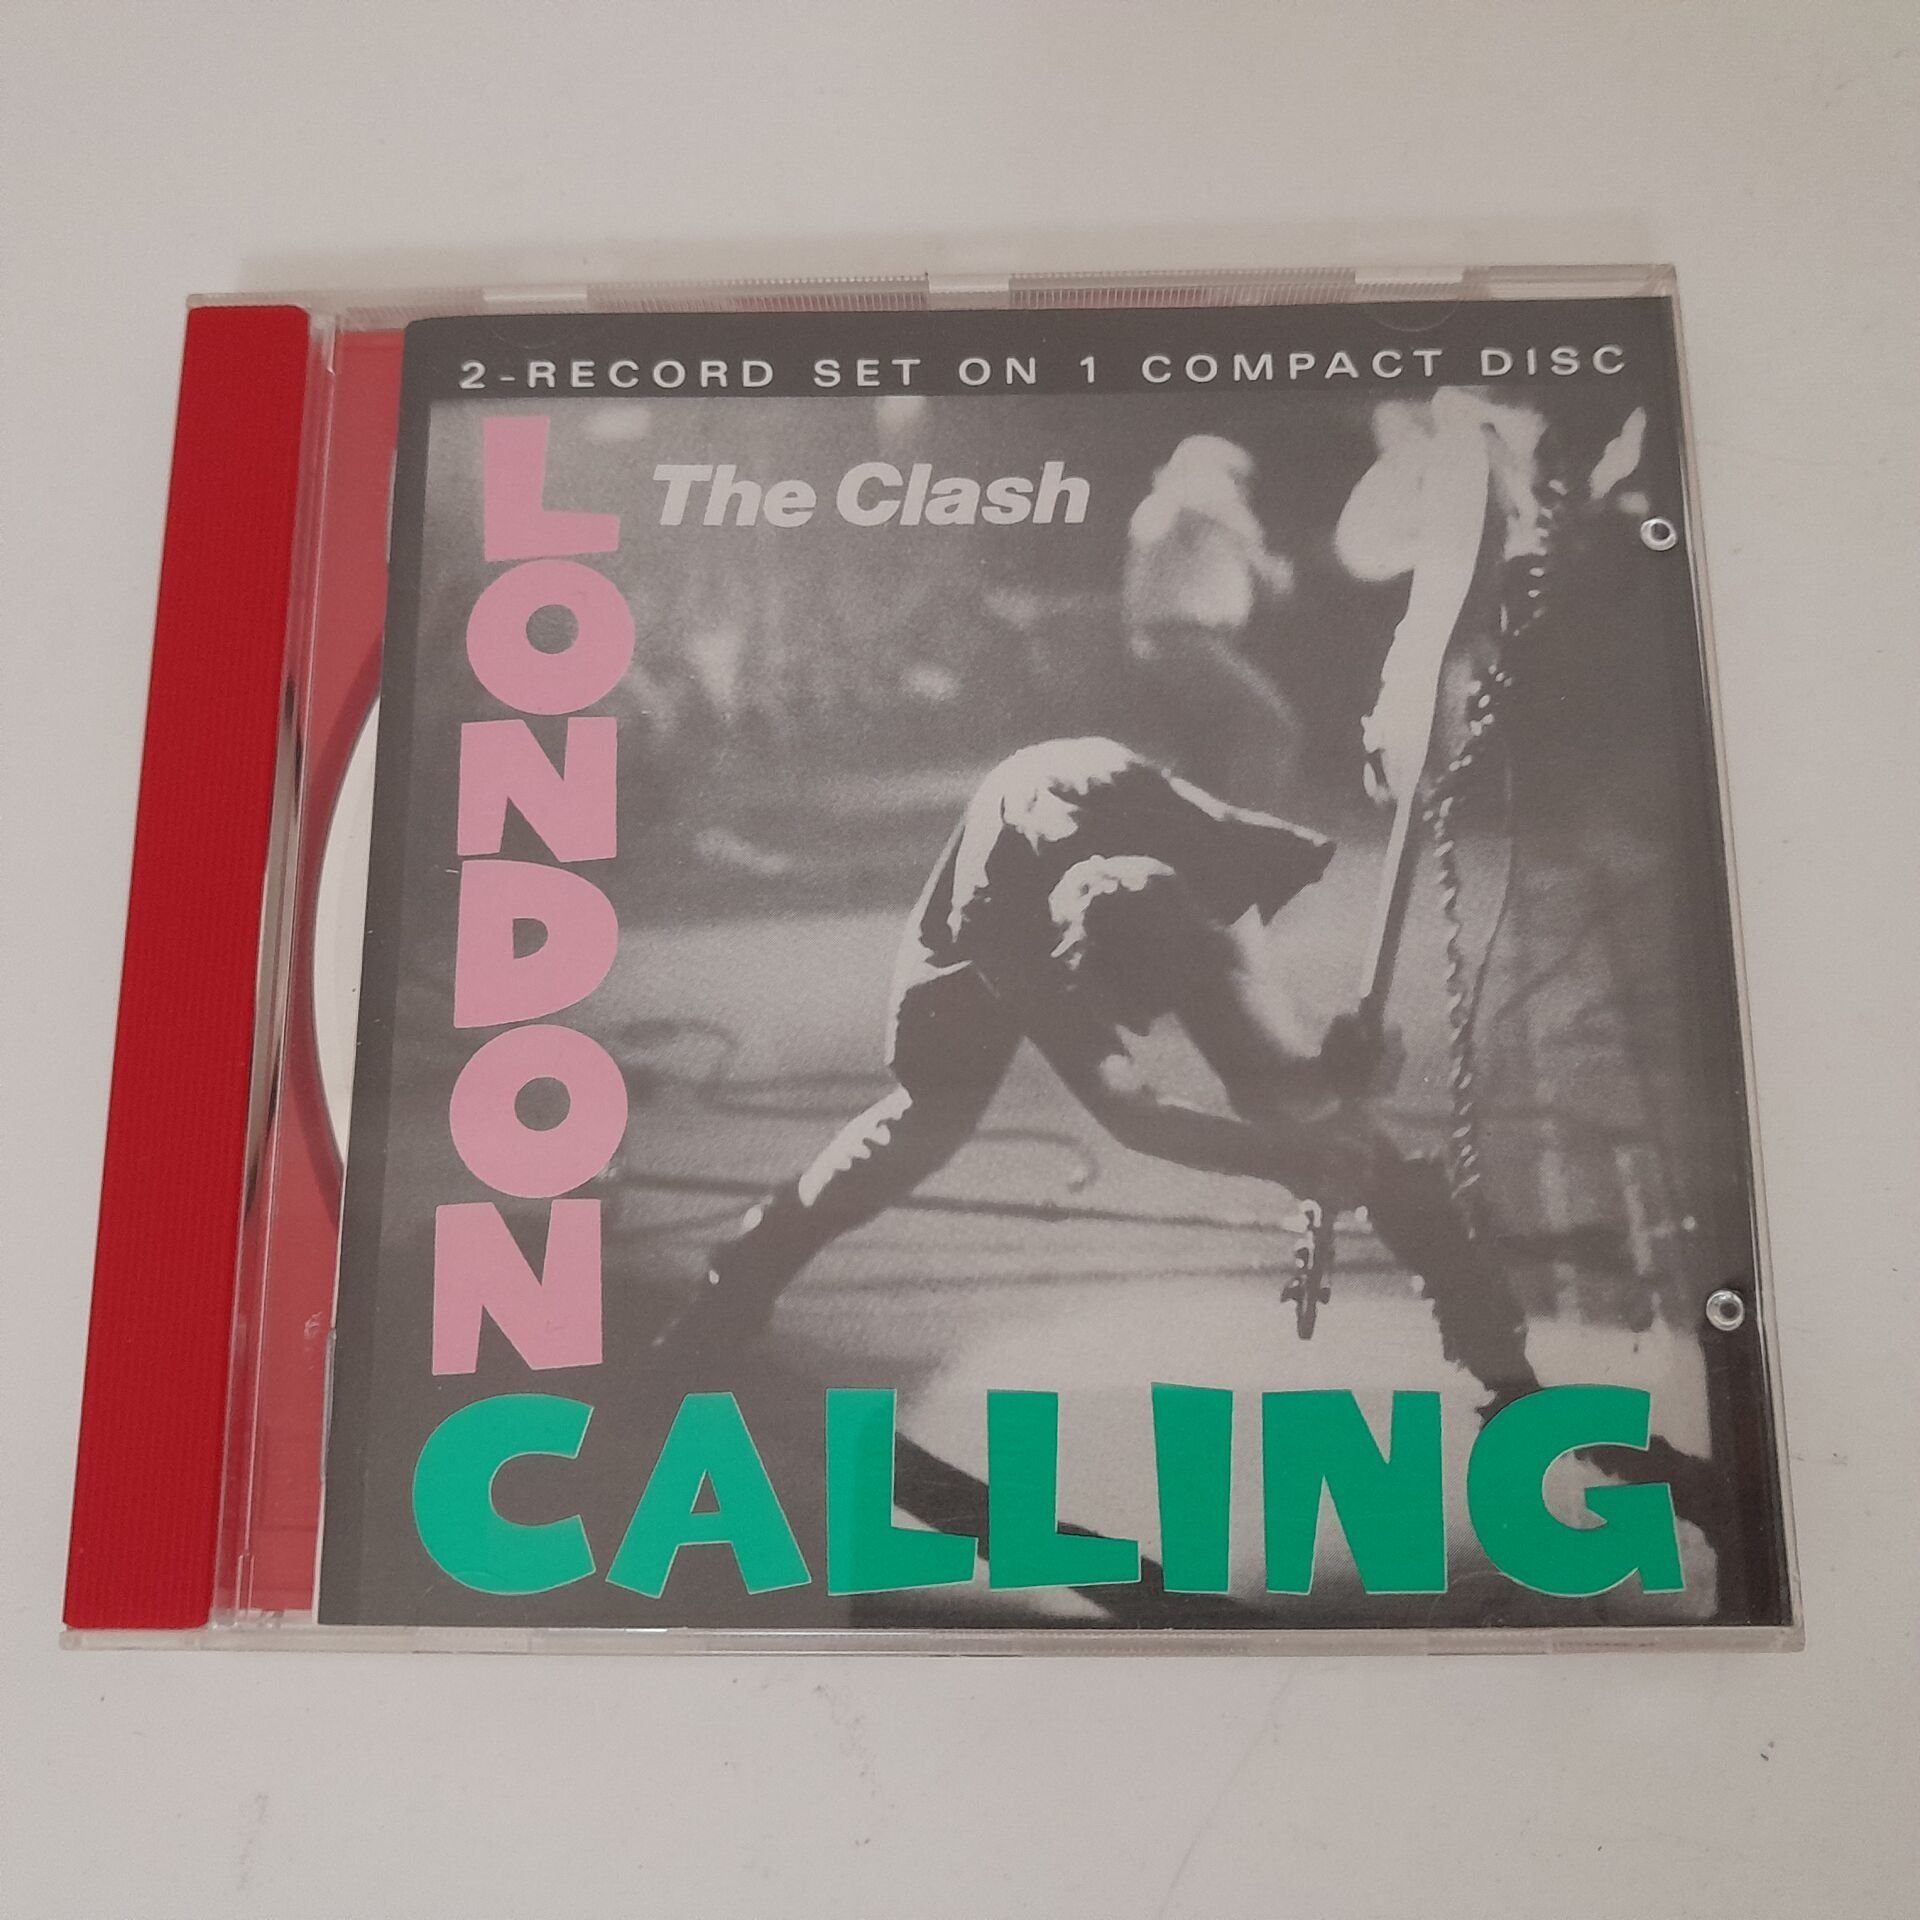 2-RECORD SET ON 1 COMPACT DISC
The Clash
LONDON
CALLING